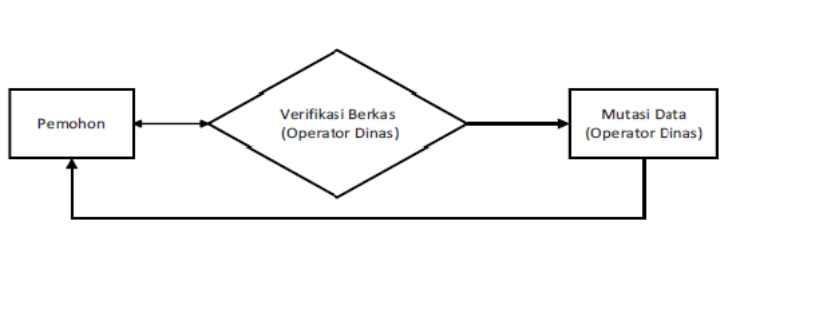 Pemohon
Verifikasi Berkas
(Operator Dinas)
Mutasi Data
(Operator Dinas)